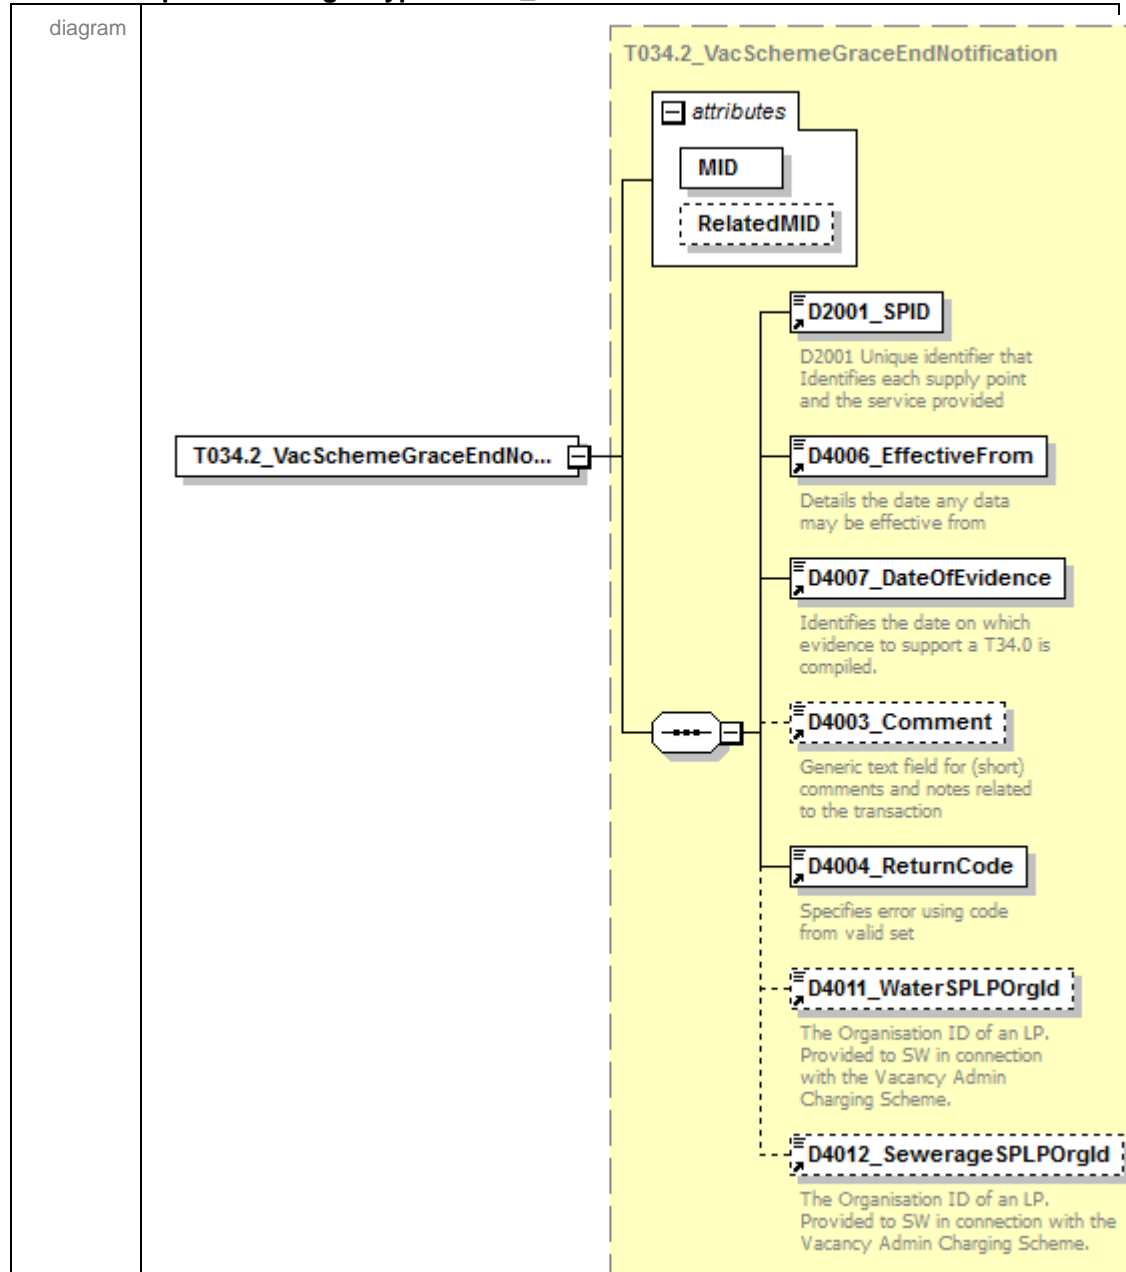 diagram
T034.2_VacSchemeGraceEndNotification
attributes
MID
RelatedMID
D2001_SPID
D2001 Unique identifier that
Identifies each supply point
and the service provided
T034.2_VacSchemeGraceEndNo...
D4006_EffectiveFrom
Details the date any data
may be effective from
D4007_DateOfEvidence
Identifies the date on which
evidence to support a T34.0 is
compiled.
D4003_Comment
Generic text field for (short)
comments and notes related
to the transaction
D4004_ReturnCode
Specifies error using code
from valid set
D4011_WaterSPLPOrgId
The Organisation ID of an LP.
Provided to SW in connection
with the Vacancy Admin
Charging Scheme.
D4012_SewerageSPLPOrgId
The Organisation ID of an LP.
Provided to SW in connection with the
Vacancy Admin Charging Scheme.